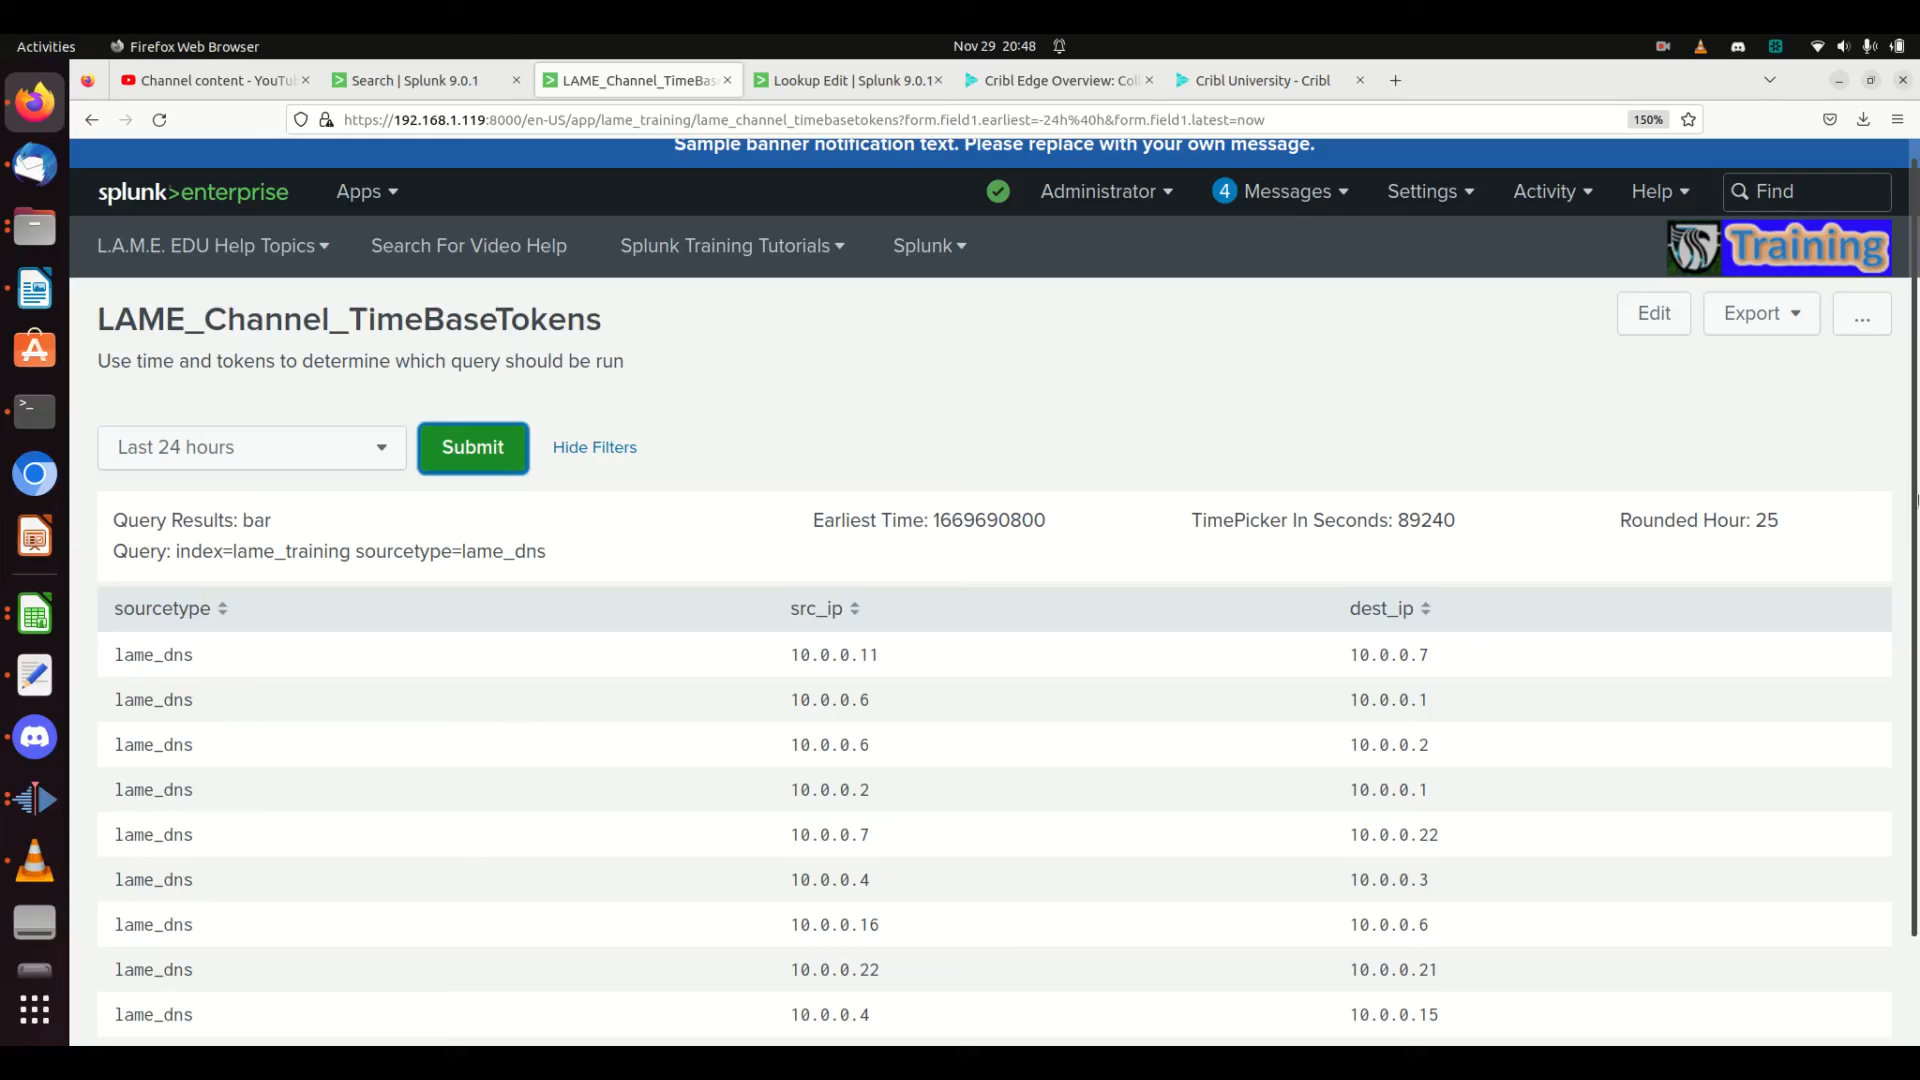 Activities
Firefox Web Browser
Nov 29 20:48
Channel content - YouTu
Search | Splunk 9.0.1
LAME_Channel_TimeBas
Lookup Edit | Splunk 9.0.1
Cribl Edge Overview: Col
Cribl University - Cribl
https://192.168.1.119:8000/en-US/app/lame_training/lame_channel_timebasetokens?form.field1.earliest=-24h%40h&form.field1.latest=now
150%
Sample banner notification text. Please replace with your own message.
splunk>enterprise
Apps
Administrator
4 Messages
Settings
Activity
Help
Find
L.A.M.E. EDU Help Topics
Search For Video Help
Splunk Training Tutorials
Splunk
Training
LAME_Channel_TimeBaseTokens
Edit
Export
...
Use time and tokens to determine which query should be run
Last 24 hours
Submit
Hide Filters
Query Results: bar
Earliest Time: 1669690800
TimePicker In Seconds: 89240
Rounded Hour: 25
Query: index=lame_training sourcetype=lame_dns
sourcetype src_ip dest_ip
lame_dns 10.0.0.11 10.0.0.7
lame_dns 10.0.0.6 10.0.0.1
lame_dns 10.0.0.6 10.0.0.2
lame_dns 10.0.0.2 10.0.0.1
lame_dns 10.0.0.7 10.0.0.22
lame_dns 10.0.0.4 10.0.0.3
lame_dns 10.0.0.16 10.0.0.6
lame_dns 10.0.0.22 10.0.0.21
lame_dns 10.0.0.4 10.0.0.15